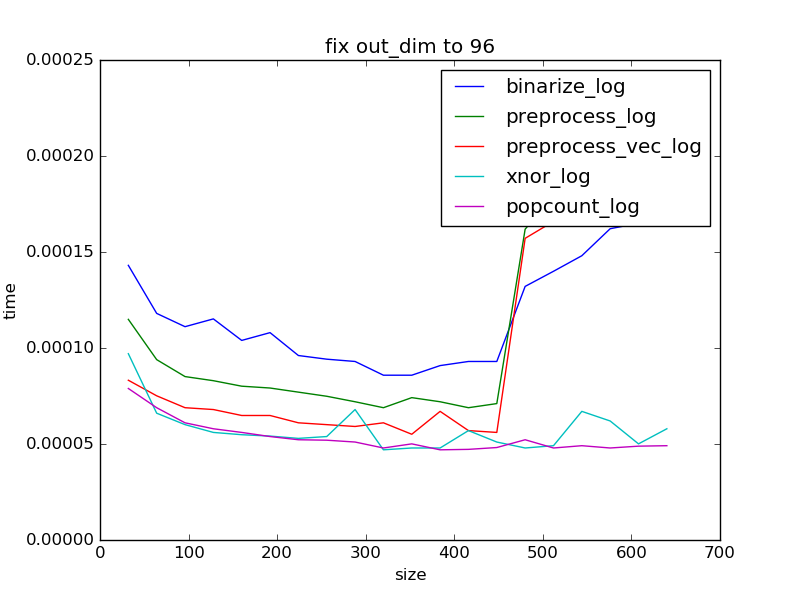 fix out_dim to 96
0.00025
0.00020
0.00015
0.00010
0.00005
0.00000
time
binarize_log
preprocess_log
preprocess_vec_log
xnor_log
popcount_log
0 100 200 300 400 500 600 700
size